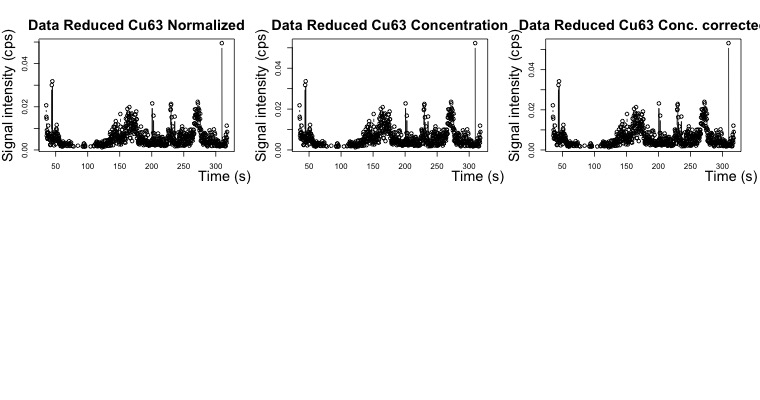 Data Reduced Cu63 Normalized
Signal intensity (cps)
0.00 0.02 0.04
50 100 150 200 250 300
Time (s)
Data Reduced Cu63 Concentration
Signal intensity (cps)
0.00 0.02 0.04
50 100 150 200 250 300
Time (s)
Data Reduced Cu63 Conc. corrected
Signal intensity (cps)
0.00 0.02 0.04
50 100 150 200 250 300
Time (s)